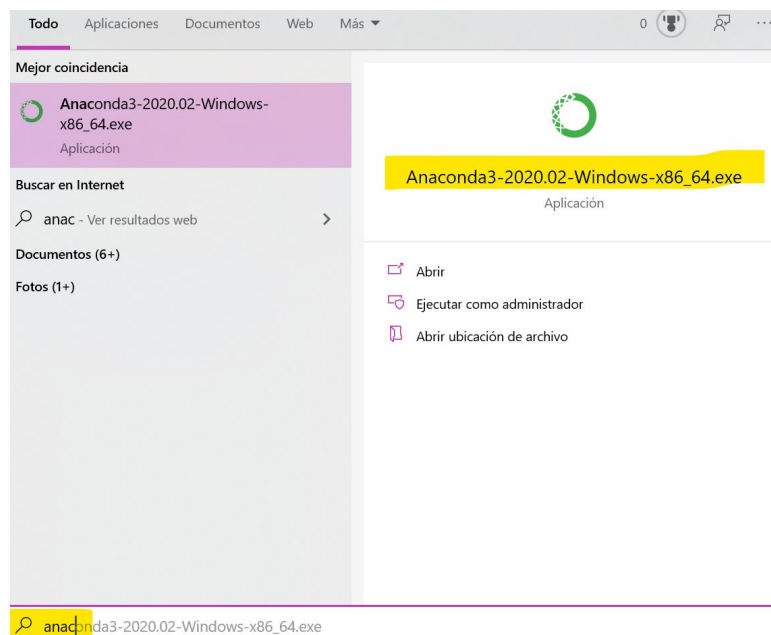 Todo Aplicaciones Documentos Web Más 0 ...
Mejor coincidencia
Anaconda3-2020.02-Windows-
x86_64.exe
Aplicación
Buscar en Internet
anac - Ver resultados web
Documentos (6+)
Fotos (1+)
Anaconda3-2020.02-Windows-x86_64.exe
Aplicación
Abrir
Ejecutar como administrador
Abrir ubicación de archivo
anaconda3-2020.02-Windows-x86_64.exe